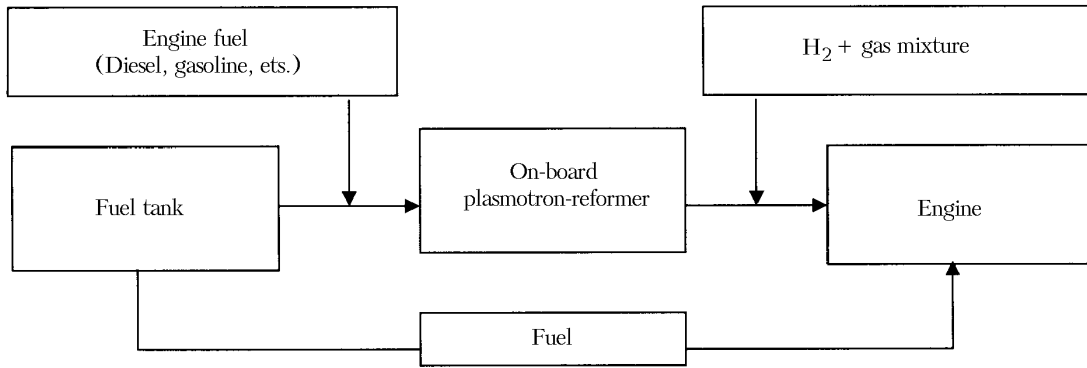 Engine fuel
(Diesel, gasoline, ets.)
H₂ + gas mixture
Fuel tank
On-board
plasmotron-reformer
Engine
Fuel